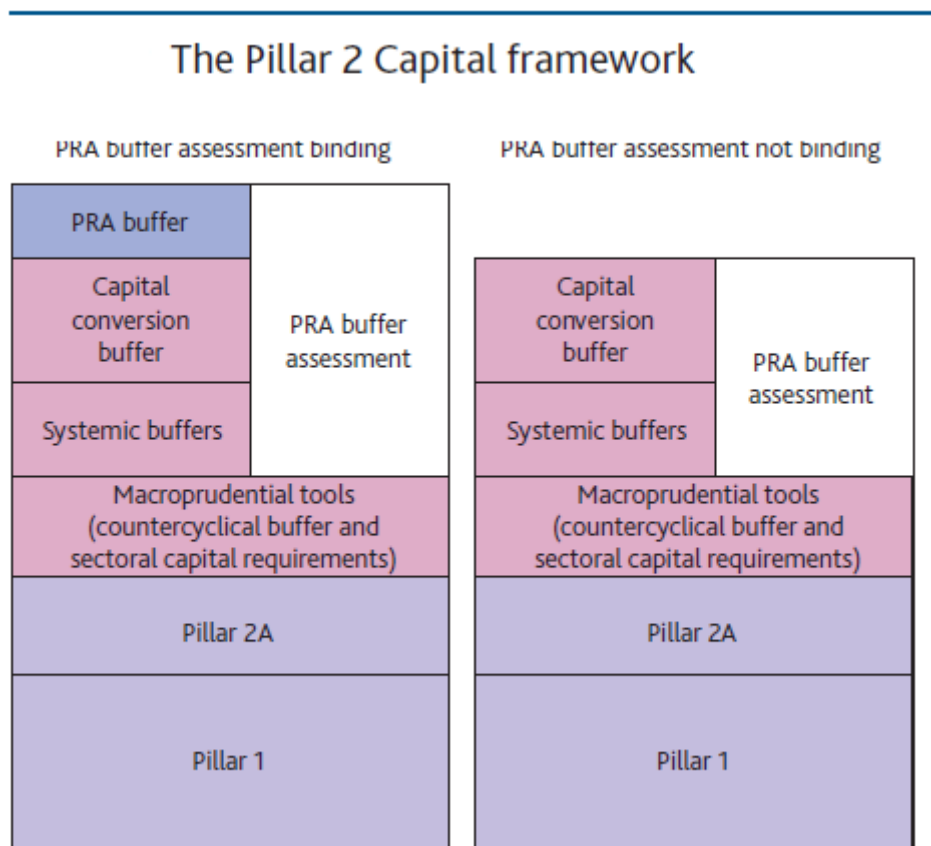 The Pillar 2 Capital framework
PRA buffer assessment binding
PRA buffer
Capital
conversion
buffer
PRA buffer
assessment
Systemic buffers
Macroprudential tools
(countercyclical buffer and
sectoral capital requirements)
Pillar 2A
Pillar 1
PRA buffer assessment not binding
Capital
conversion
buffer
PRA buffer
assessment
Systemic buffers
Macroprudential tools
(countercyclical buffer and
sectoral capital requirements)
Pillar 2A
Pillar 1